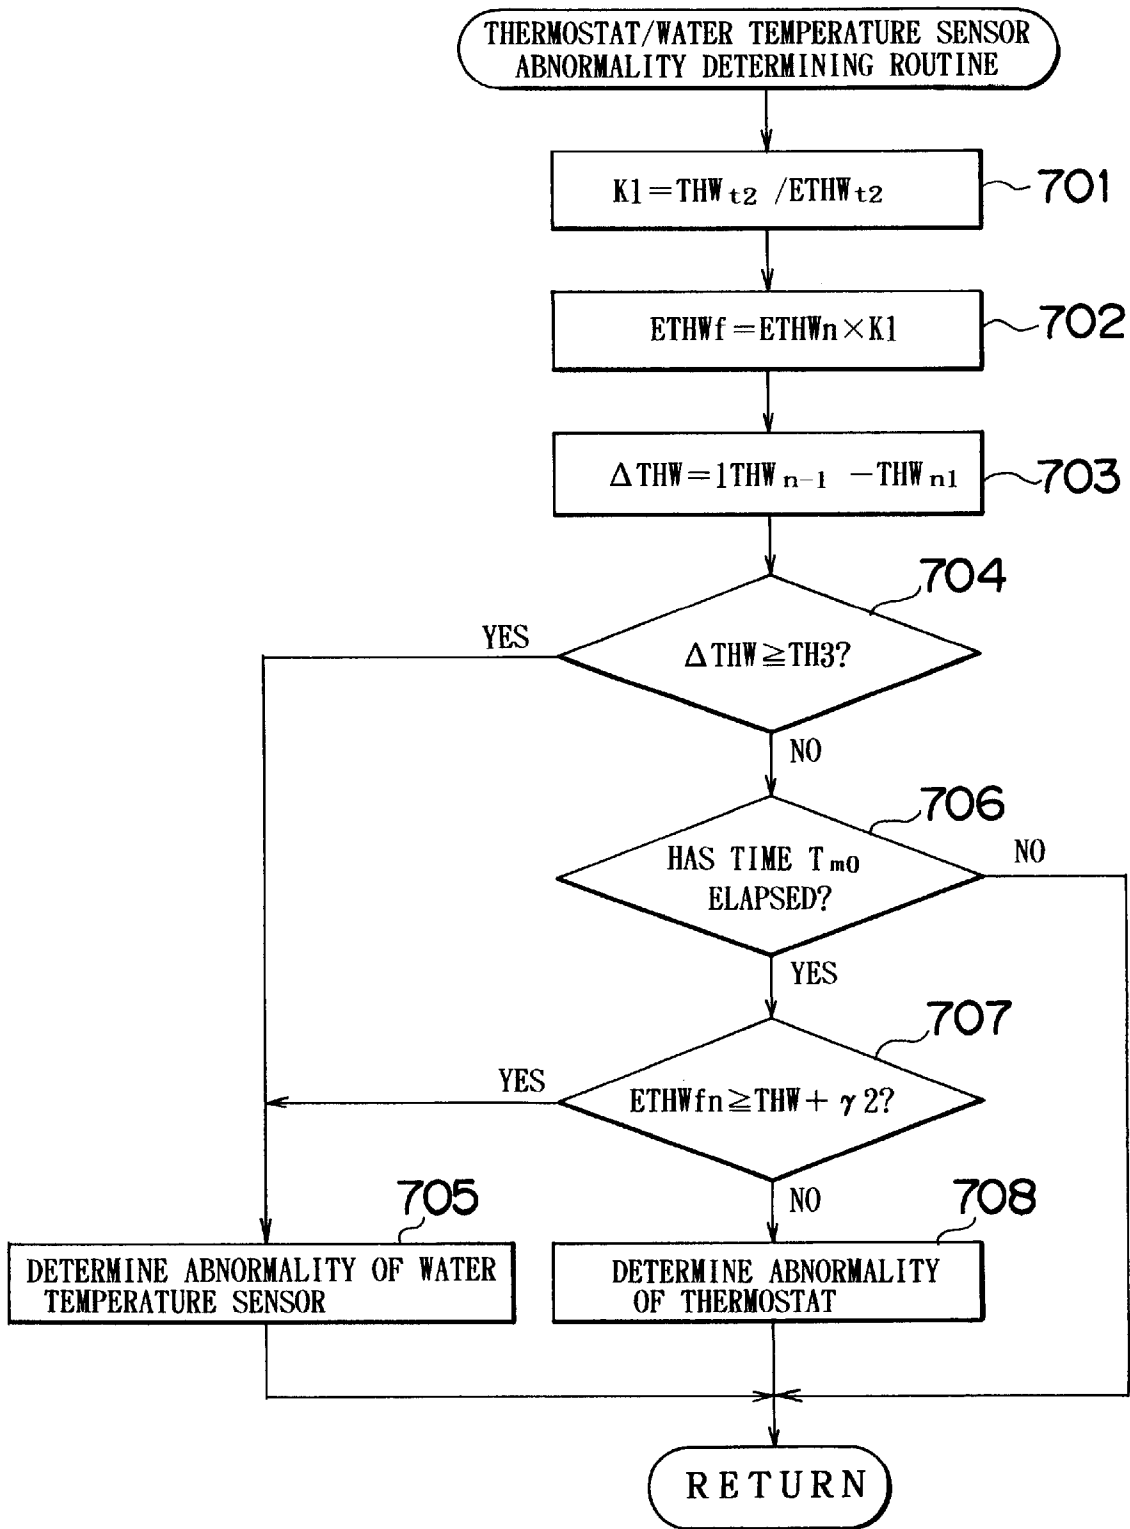 THERMOSTAT/WATER TEMPERATURE SENSOR
ABNORMALITY DETERMINING ROUTINE
K1=THWt2 /ETHWt2
701
ETHWf=ETHWn×K1
702
ΔTHW=1THWn-1 -THWn1
703
704
YES
ΔTHW≧TH3?
NO
706
HAS TIME Tm0
ELAPSED?
NO
YES
707
YES
ETHWfn≧THW+ γ2?
NO
705
708
DETERMINE ABNORMALITY OF WATER
TEMPERATURE SENSOR
DETERMINE ABNORMALITY
OF THERMOSTAT
RETURN